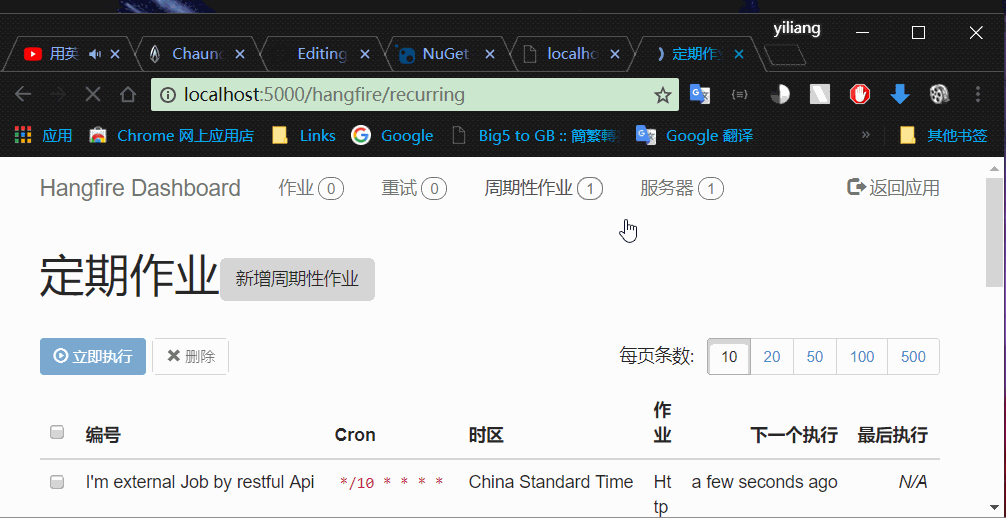 yiliang
用英 Chaun Editing NuGet localho 定期作
localhost:5000/hangfire/recurring
应用 Chrome 网上应用店 Links Google Big5 to GB :: 簡繁轉 Google 翻译 » 其他书签
Hangfire Dashboard 作业 0 重试 0 周期性作业 1 服务器 1 返回应用
定期作业 新增周期性作业
立即执行 删除 每页条数: 10 20 50 100 500
编号 Cron 时区 作业 下一个执行 最后执行
I'm external Job by restful Api */10 * * * * China Standard Time Ht a few seconds ago N/A
tp